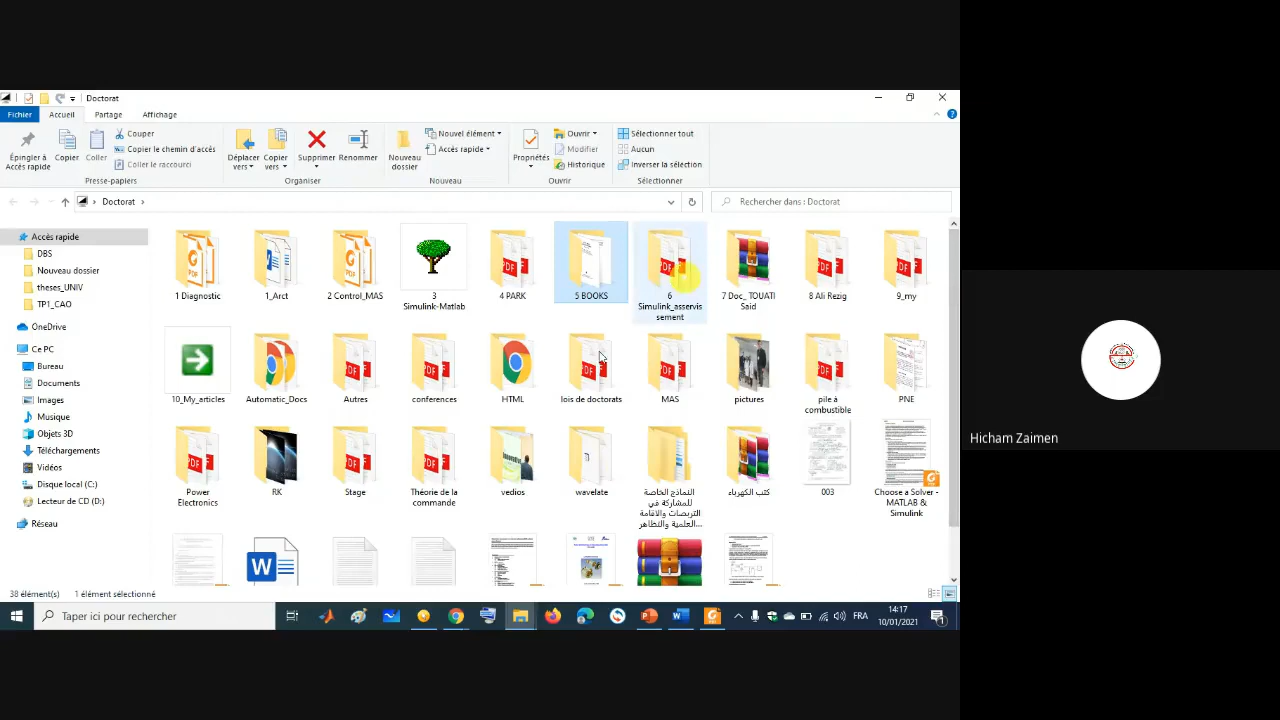 Doctorat
Fichier Accueil Partage Affichage
Épingler à Accès rapide
Copier
Coller
Couper
Copier le chemin d'accès
Coller le raccourci
Presse-papiers
Déplacer vers
Copier vers
Supprimer
Renommer
Organiser
Nouveau dossier
Nouvel élément
Accès rapide
Nouveau
Propriétés
Ouvrir
Modifier
Historique
Ouvrir
Sélectionner tout
Aucun
Inverser la sélection
Sélectionner
Doctorat
Rechercher dans : Doctorat
Accès rapide
DBS
Nouveau dossier
theses_UNIV
TP1_CAO
OneDrive
Ce PC
Bureau
Documents
Images
Musique
Objets 3D
Téléchargements
Vidéos
Disque local (C:)
Lecteur de CD (D:)
Réseau
1 Diagnostic
1_Arct
2 Control_MAS
3
Simulink-Matlab
4 PARK
5 BOOKS
6
Simulink_asservis
sement
7 Doc_ TOUATI
Said
8 Ali Rezig
9_my
10_My_articles
Automatic_Docs
Autres
conferences
HTML
lois de doctorats
MAS
pictures
pile à
combustible
PNE
Power
Electronics
RK
Stage
Théorie de la
commande
vedios
wavelate
النماذج الخاصة
للمشاركة في
التربصات والاقامة
العلمية والتظاهر...
كتب الكهرباء
003
Choose a Solver -
MATLAB &
Simulink
38 élément(s) 1 élément sélectionné
Taper ici pour rechercher
FRA
14:17
10/01/2021
Hicham Zaimen